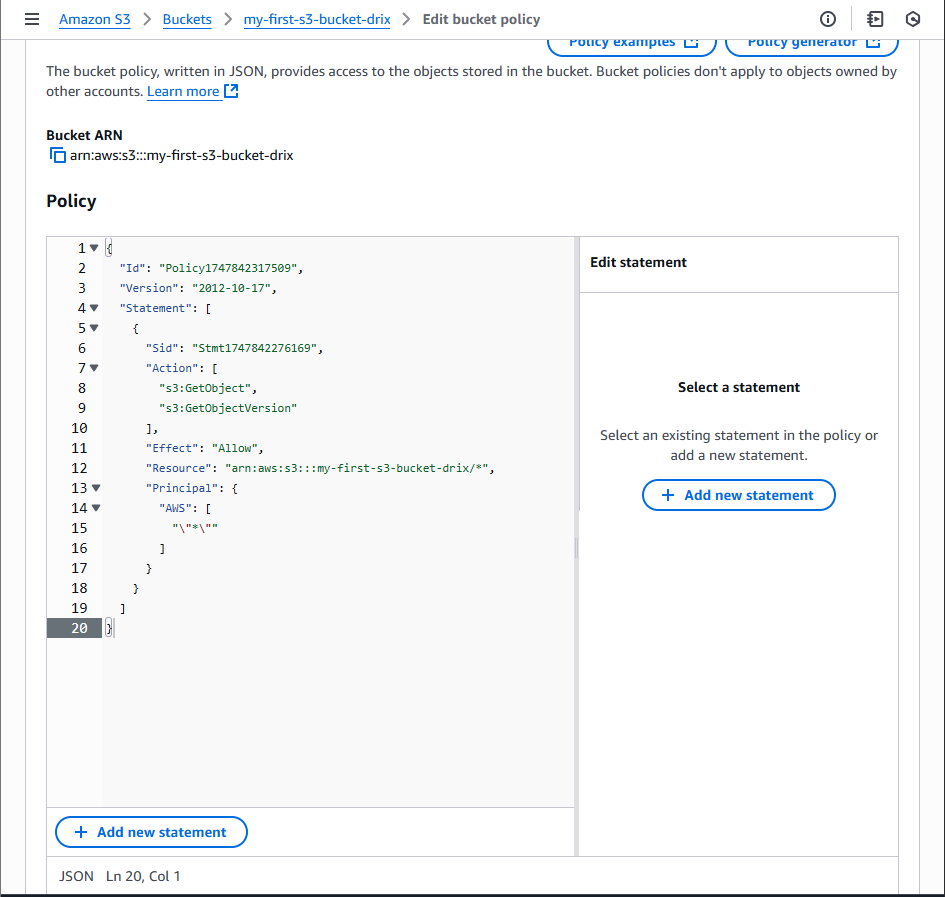 Amazon S3 > Buckets > my-first-s3-bucket-drix > Edit bucket policy
Policy examples Policy generator
The bucket policy, written in JSON, provides access to the objects stored in the bucket. Bucket policies don't apply to objects owned by
other accounts. Learn more
Bucket ARN
arn:aws:s3:::my-first-s3-bucket-drix
Policy
1 {
2 "Id": "Policy1747842317509",
3 "Version": "2012-10-17",
4 "Statement": [
5 {
6 "Sid": "Stmt1747842276169",
7 "Action": [
8 "s3:GetObject",
9 "s3:GetObjectVersion"
10 ],
11 "Effect": "Allow",
12 "Resource": "arn:aws:s3:::my-first-s3-bucket-drix/*",
13 "Principal": {
14 "AWS": [
15 "\"*\""
16 ]
17 }
18 }
19 ]
20 }
+ Add new statement
JSON Ln 20, Col 1
Edit statement
Select a statement
Select an existing statement in the policy or
add a new statement.
+ Add new statement